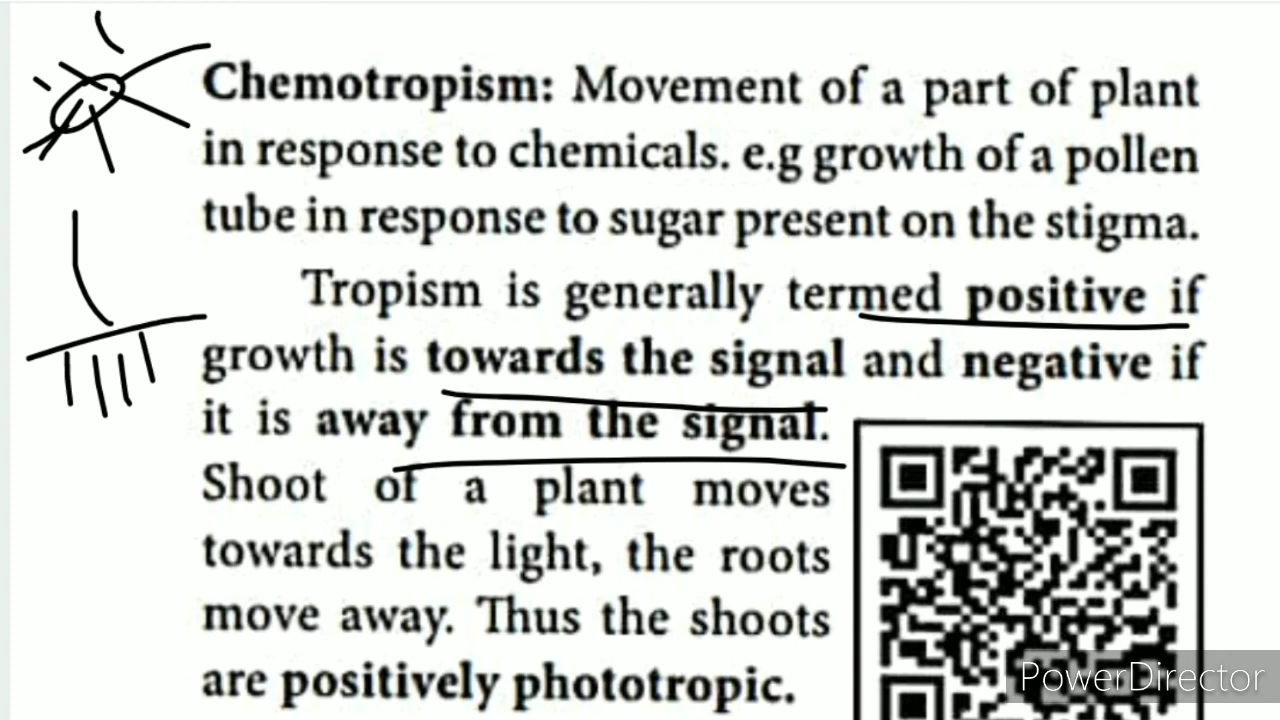 Chemotropism: Movement of a part of plant
in response to chemicals. e.g growth of a pollen
tube in response to sugar present on the stigma.
Tropism is generally termed positive if
growth is towards the signal and negative if
it is away from the signal.
Shoot of a plant moves
towards the light, the roots
move away. Thus the shoots
are positively phototropic.
PowerDirector